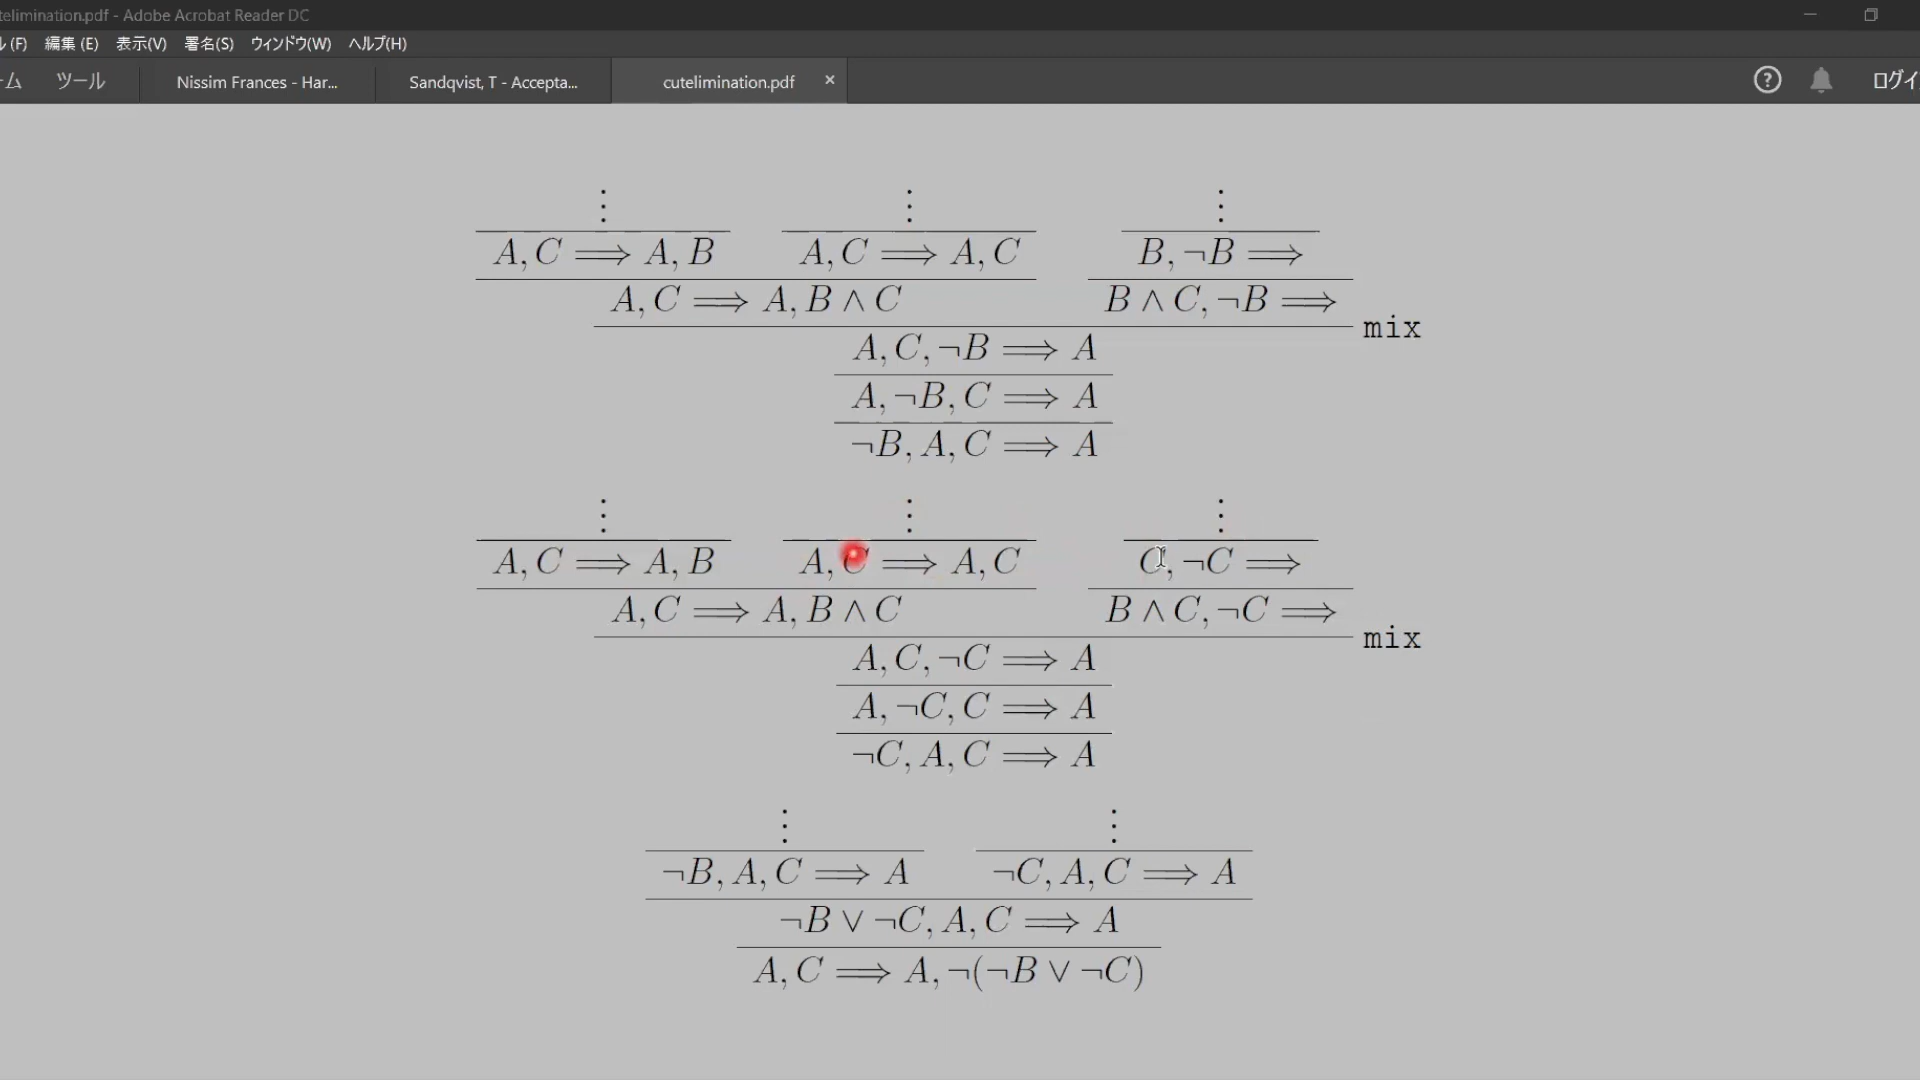 telimination.pdf - Adobe Acrobat Reader DC
ル(F) 編集(E) 表示(V) 署名(S) ウィンドウ(W) ヘルプ(H)
ーム ツール Nissim Frances - Har... Sandqvist, T - Accepta... cutelimination.pdf × ? ログイ
⋮ ⋮ ⋮
A, C ⟹ A, B A, C ⟹ A, C B, ¬B ⟹
A, C ⟹ A, B ∧ C B ∧ C, ¬B ⟹
mix
A, C, ¬B ⟹ A
A, ¬B, C ⟹ A
¬B, A, C ⟹ A
⋮ ⋮ ⋮
A, C ⟹ A, B A, C ⟹ A, C C, ¬C ⟹
A, C ⟹ A, B ∧ C B ∧ C, ¬C ⟹
mix
A, C, ¬C ⟹ A
A, ¬C, C ⟹ A
¬C, A, C ⟹ A
⋮ ⋮
¬B, A, C ⟹ A ¬C, A, C ⟹ A
¬B ∨ ¬C, A, C ⟹ A
A, C ⟹ A, ¬(¬B ∨ ¬C)